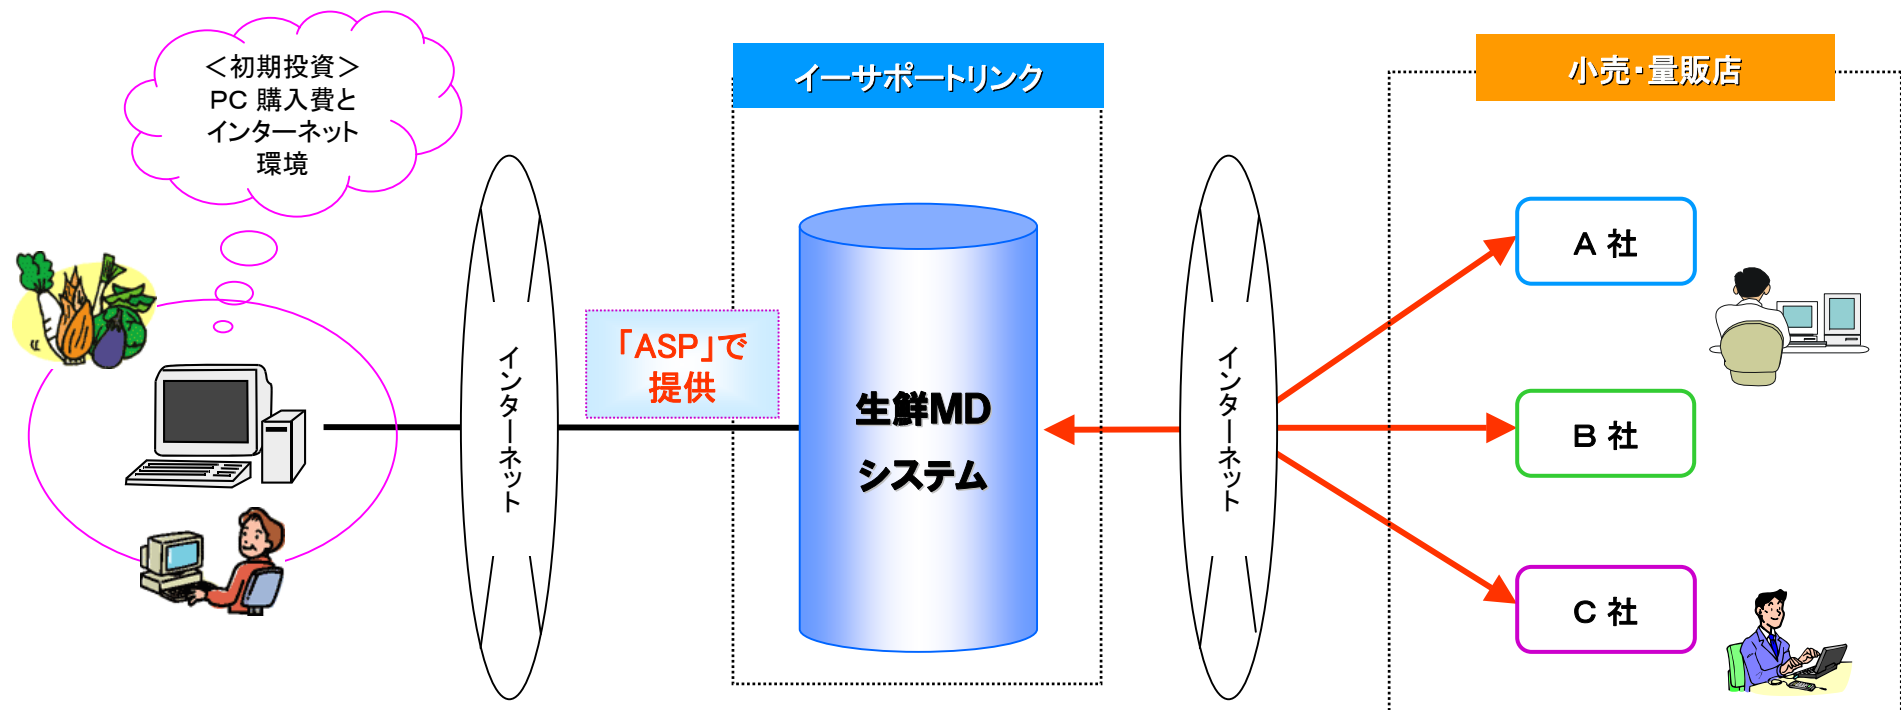 ＜初期投資＞
PC 購入費と
インターネット
環境
イーサポートリンク
小売・量販店
インターネット
「ASP」で
提供
生鮮MD
システム
インターネット
A 社
B 社
C 社